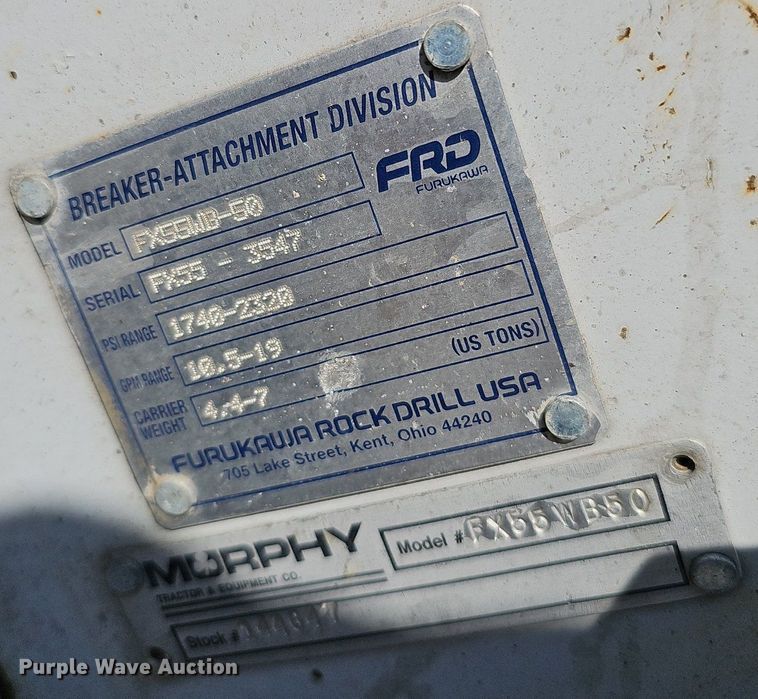 BREAKER-ATTACHMENT DIVISION
FRD
FURUKAWA
MODEL FX55WB-50
SERIAL FX55 - 3547
PSI RANGE 1740-2320
GPM RANGE 10.5-19
CARRIER WEIGHT 4.4-7 (US TONS)
FURUKAWA ROCK DRILL USA
705 Lake Street, Kent, Ohio 44240
MURPHY
TRACTOR & EQUIPMENT CO.
Model # FX55WB50
Stock #
Purple Wave Auction